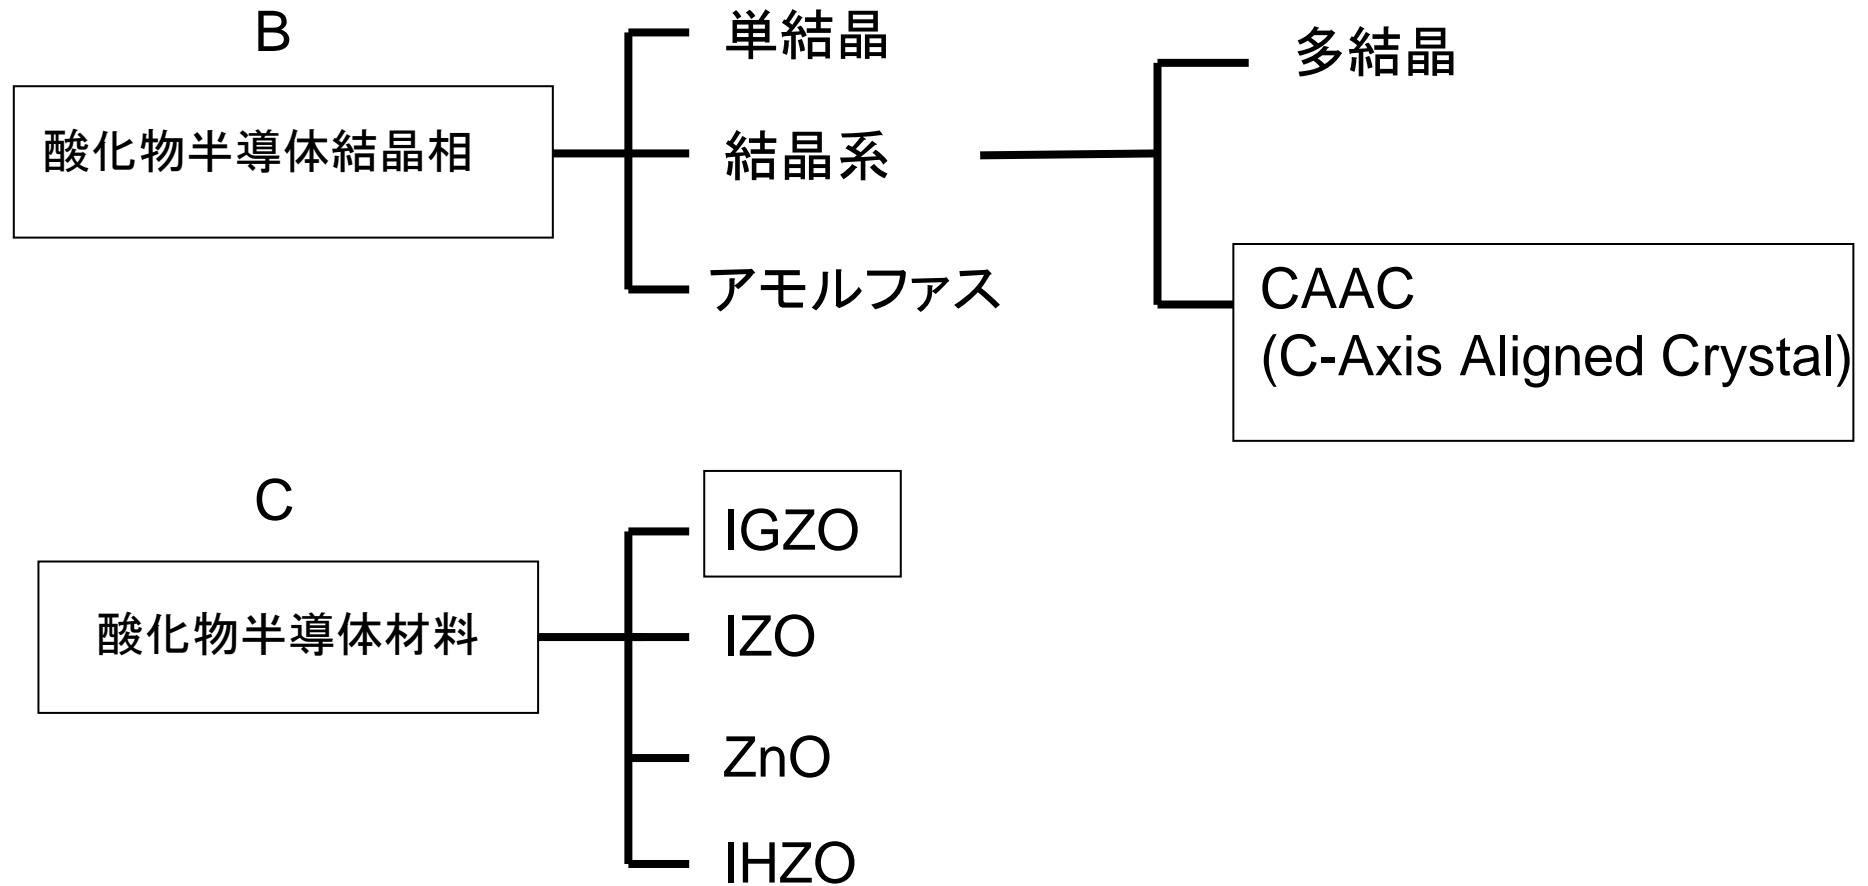 B
酸化物半導体結晶相
単結晶
結晶系
アモルファス
多結晶
CAAC
(C-Axis Aligned Crystal)
C
酸化物半導体材料
IGZO
IZO
ZnO
IHZO